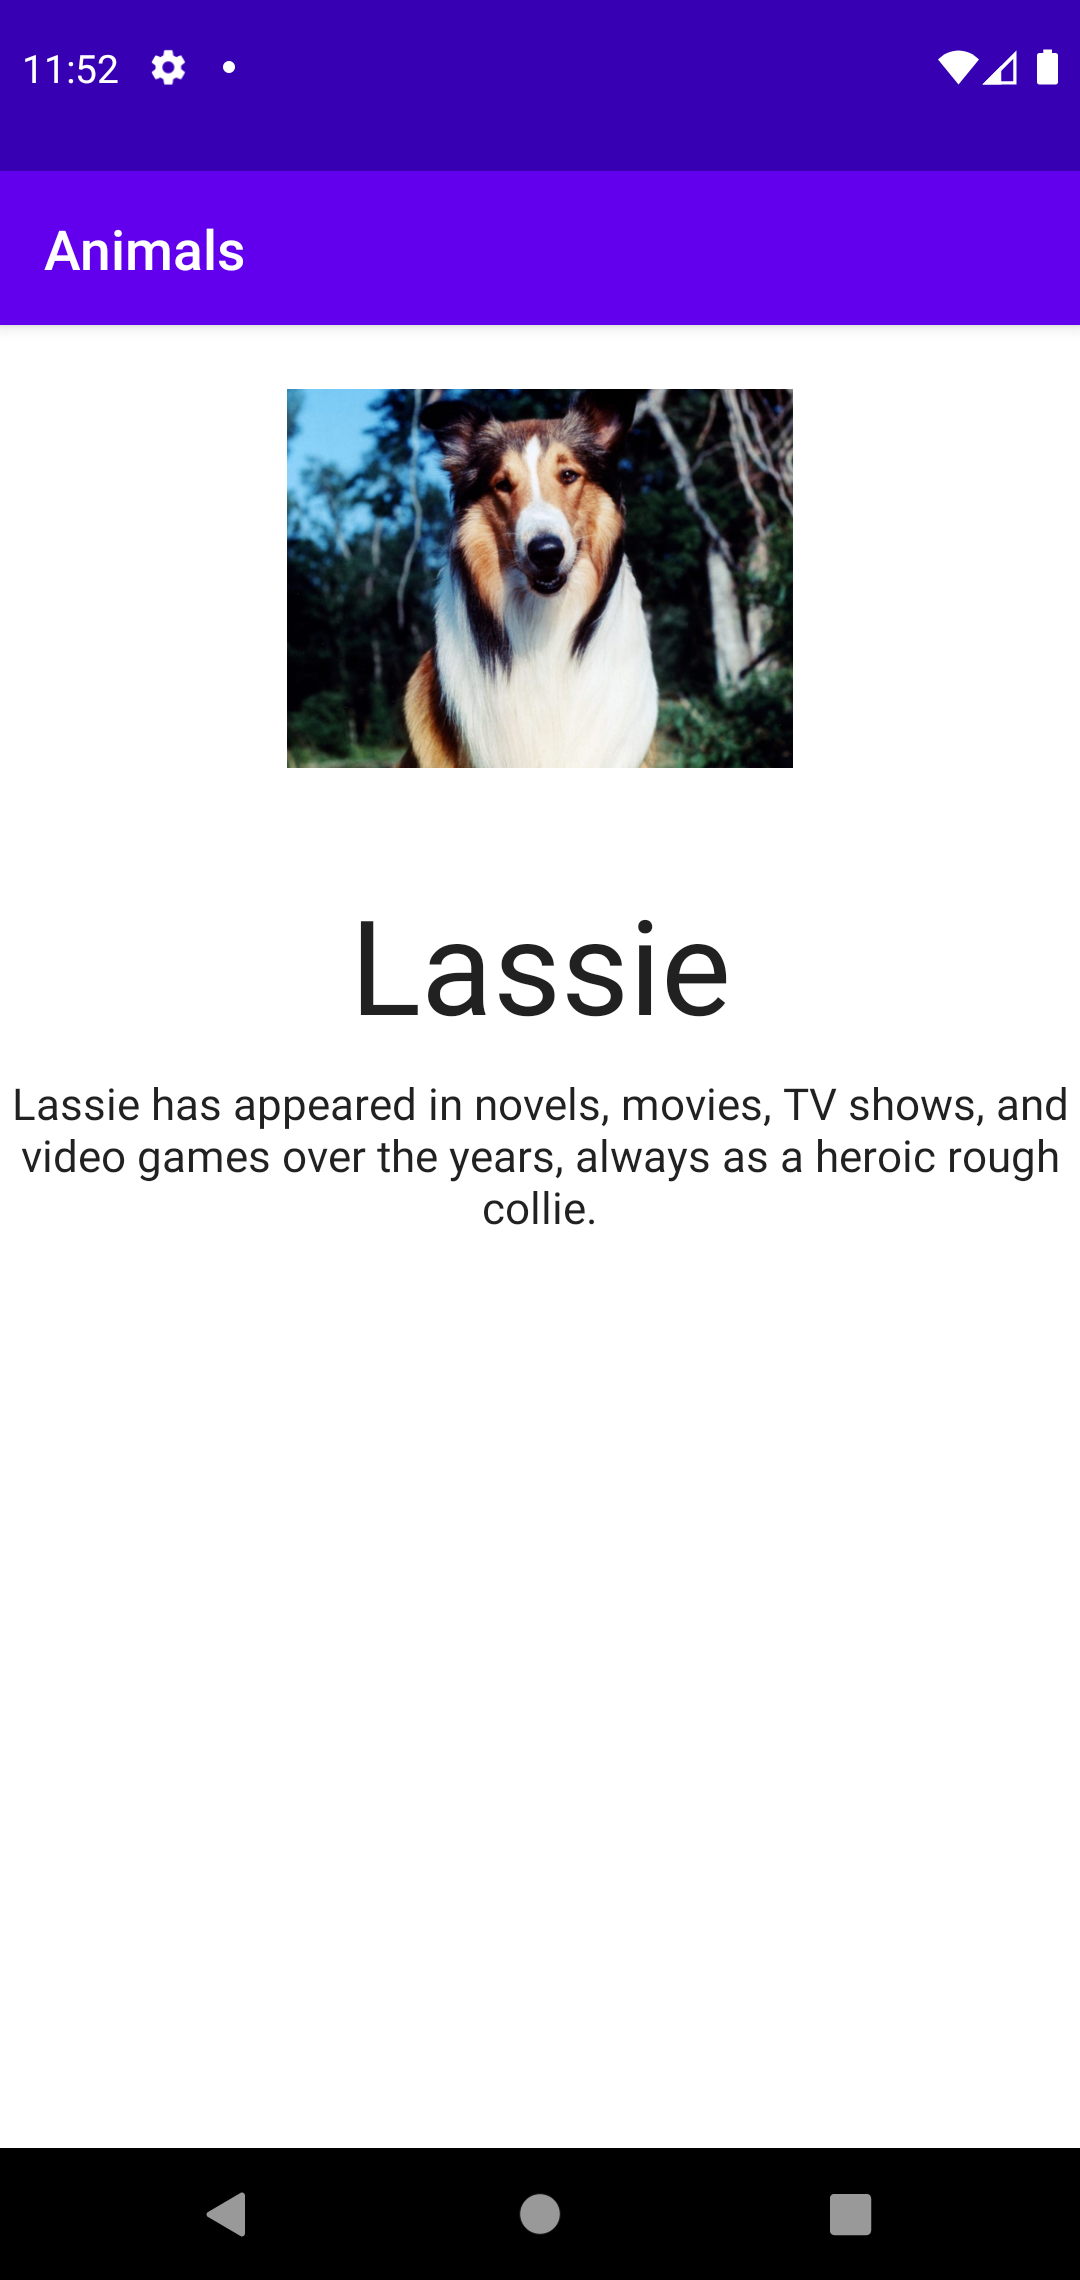 11:52
Animals
Lassie
Lassie has appeared in novels, movies, TV shows, and
video games over the years, always as a heroic rough
collie.